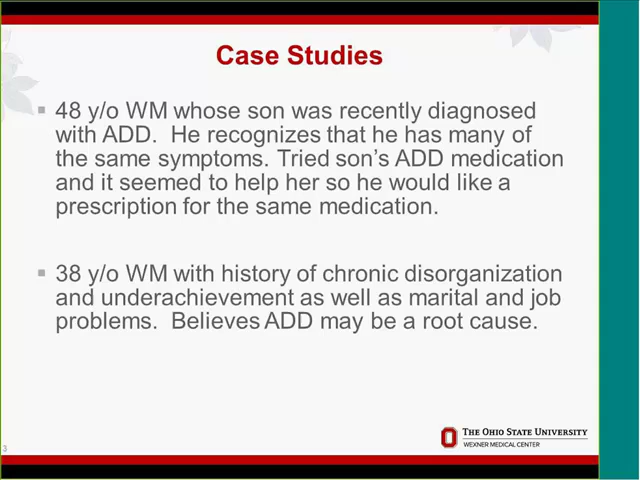 Case Studies
48 y/o WM whose son was recently diagnosed
with ADD. He recognizes that he has many of
the same symptoms. Tried son's ADD medication
and it seemed to help her so he would like a
prescription for the same medication.
38 y/o WM with history of chronic disorganization
and underachievement as well as marital and job
problems. Believes ADD may be a root cause.
3
THE OHIO STATE UNIVERSITY
WEXNER MEDICAL CENTER